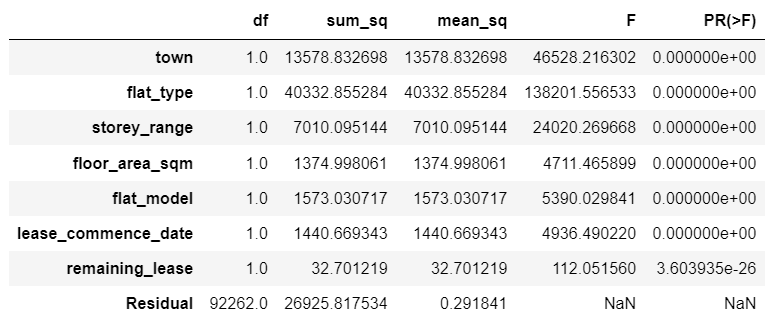 df sum_sq mean_sq F PR(>F)
town 1.0 13578.832698 13578.832698 46528.216302 0.000000e+00
flat_type 1.0 40332.855284 40332.855284 138201.556533 0.000000e+00
storey_range 1.0 7010.095144 7010.095144 24020.269668 0.000000e+00
floor_area_sqm 1.0 1374.998061 1374.998061 4711.465899 0.000000e+00
flat_model 1.0 1573.030717 1573.030717 5390.029841 0.000000e+00
lease_commence_date 1.0 1440.669343 1440.669343 4936.490220 0.000000e+00
remaining_lease 1.0 32.701219 32.701219 112.051560 3.603935e-26
Residual 92262.0 26925.817534 0.291841 NaN NaN